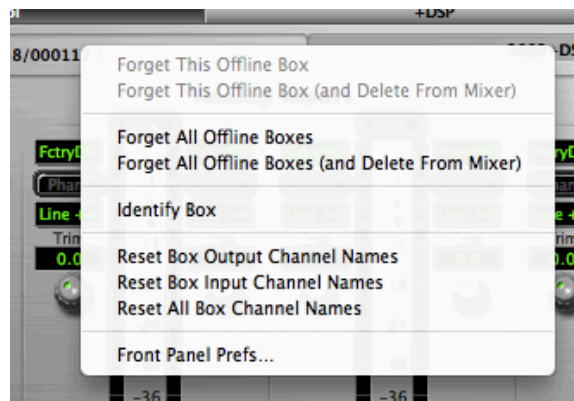 +DSP
8/00011
Forget This Offline Box
Forget This Offline Box (and Delete From Mixer)
Forget All Offline Boxes
Forget All Offline Boxes (and Delete From Mixer)
Identify Box
Reset Box Output Channel Names
Reset Box Input Channel Names
Reset All Box Channel Names
Front Panel Prefs...
Line +
Trim
0.0
-36
-36